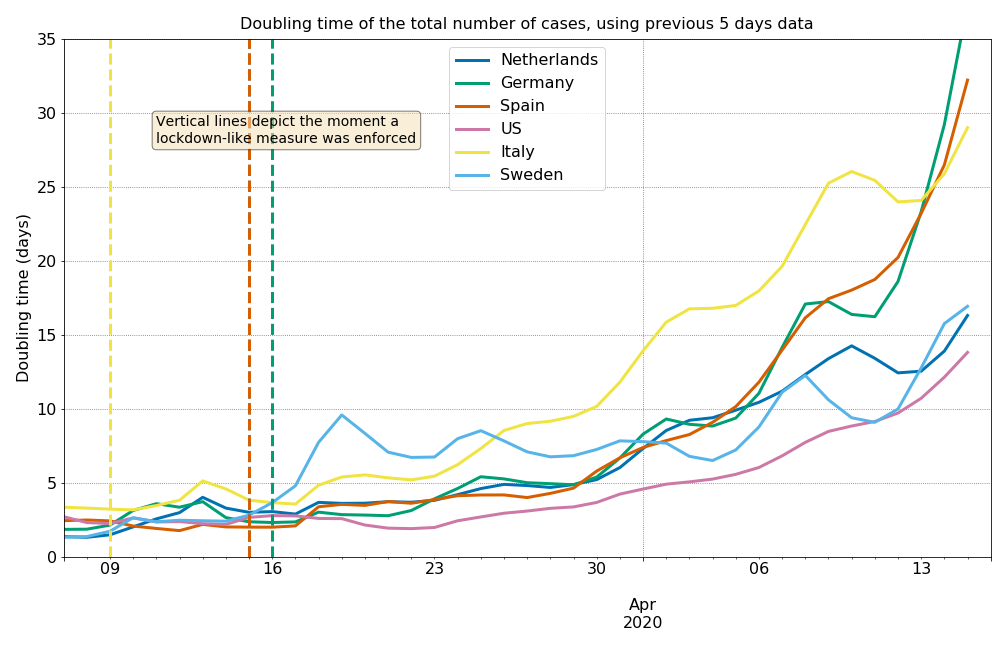 Doubling time of the total number of cases, using previous 5 days data
35
30
25
20
15
10
5
0
Doubling time (days)
Vertical lines depict the moment a
lockdown-like measure was enforced
Netherlands
Germany
Spain
US
Italy
Sweden
09
16
23
30
06
13
Apr
2020